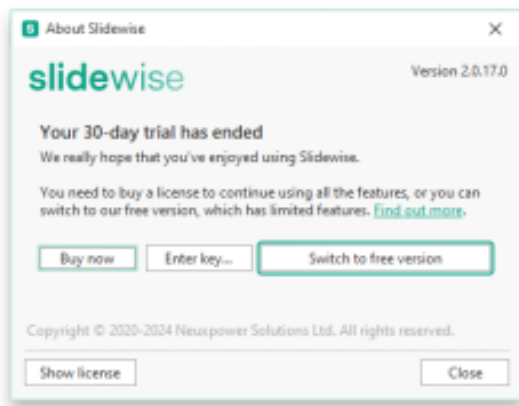 S About Slidewise
slidewise
Version 2.0.17.0
Your 30-day trial has ended
We really hope that you've enjoyed using Slidewise.
You need to buy a license to continue using all the features, or you can
switch to our free version, which has limited features. Find out more.
Buy now Enter key... Switch to free version
Copyright © 2020-2024 Neuxpower Solutions Ltd. All rights reserved.
Show license Close